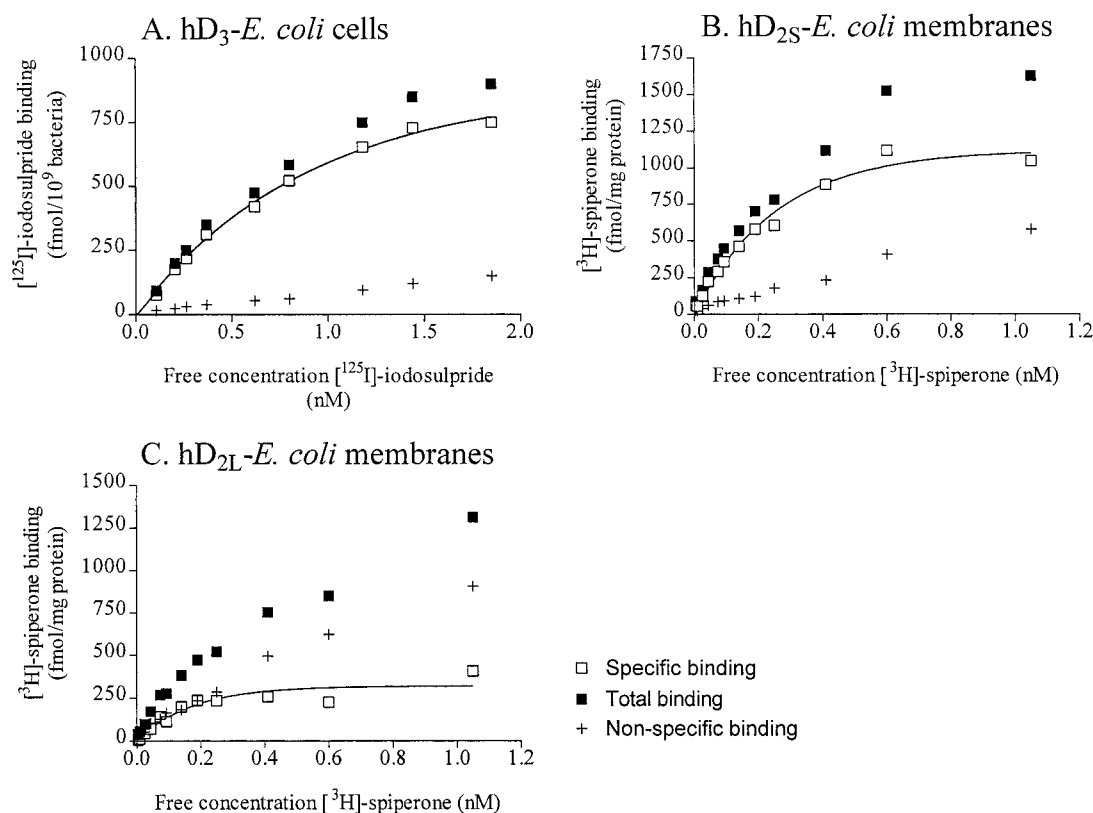 A. hD3-E. coli cells
[125I]-iodosulpride binding
(fmol/10^9 bacteria)
1000
750
500
250
0
0.0
0.5
1.0
1.5
2.0
Free concentration [125I]-iodosulpride
(nM)
B. hD2S-E. coli membranes
[3H]-spiperone binding
(fmol/mg protein)
1750
1500
1250
1000
750
500
250
0
0.0
0.2
0.4
0.6
0.8
1.0
1.2
Free concentration [3H]-spiperone (nM)
C. hD2L-E. coli membranes
[3H]-spiperone binding
(fmol/mg protein)
1500
1250
1000
750
500
250
0
0.0
0.2
0.4
0.6
0.8
1.0
1.2
Free concentration [3H]-spiperone (nM)
Specific binding
Total binding
Non-specific binding